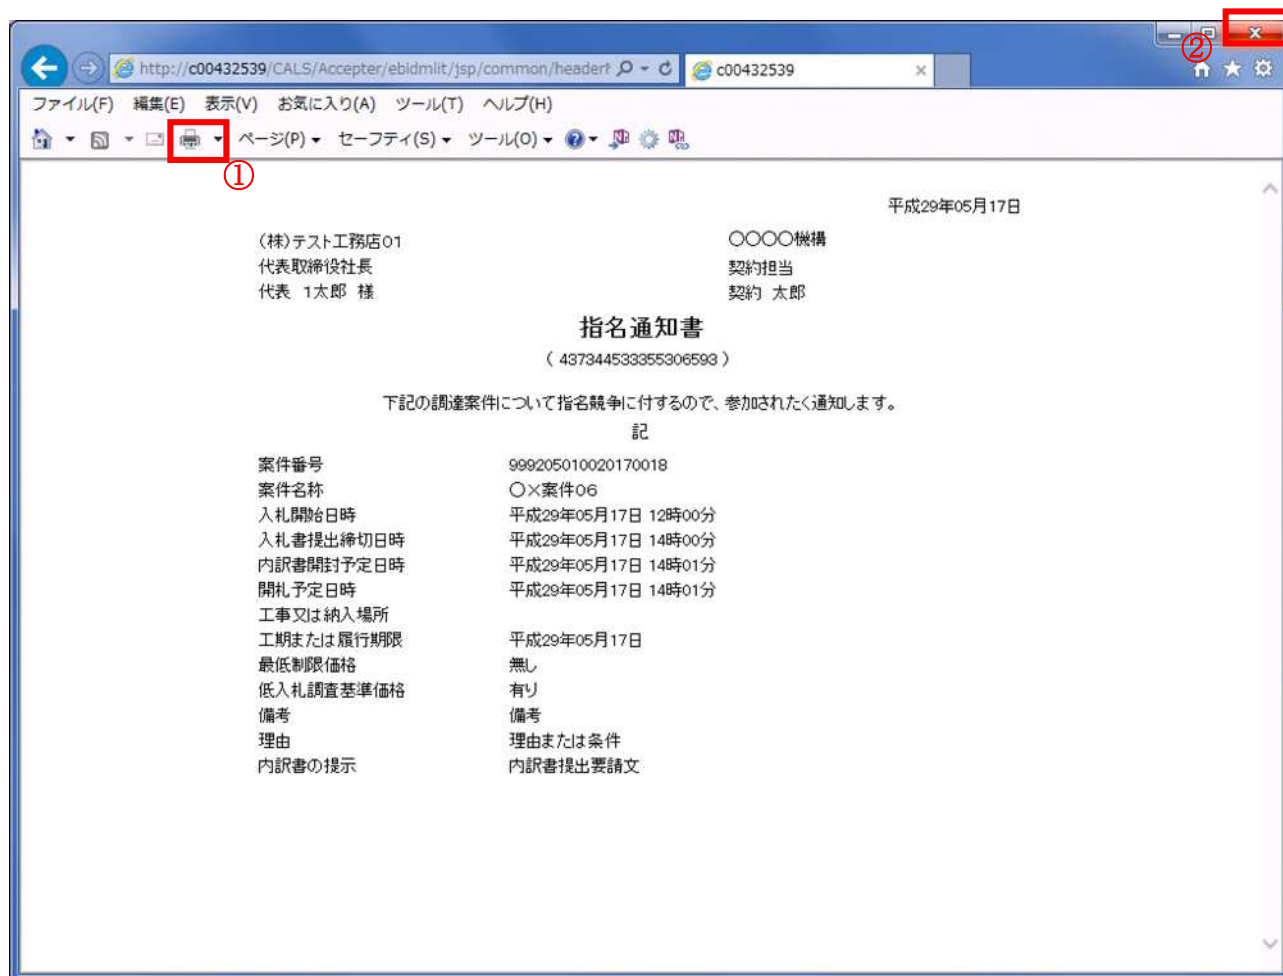 ②
http://c00432539/CALS/Accepter/ebidmlit/jsp/common/header
c00432539
ファイル(F) 編集(E) 表示(V) お気に入り(A) ツール(T) ヘルプ(H)
ページ(P) セーフティ(S) ツール(O)
①
平成29年05月17日
(株)テスト工務店01 〇〇〇〇機構
代表取締役社長 契約担当
代表 1太郎 様 契約 太郎
指名通知書
( 437344533355306593 )
下記の調達案件について指名競争に付するので、参加されたく通知します。
記
案件番号 999205010020170018
案件名称 〇×案件06
入札開始日時 平成29年05月17日 12時00分
入札書提出締切日時 平成29年05月17日 14時00分
内訳書開封予定日時 平成29年05月17日 14時01分
開札予定日時 平成29年05月17日 14時01分
工事又は納入場所
工期または履行期限 平成29年05月17日
最低制限価格 無し
低入札調査基準価格 有り
備考 備考
理由 理由または条件
内訳書の提示 内訳書提出要請文